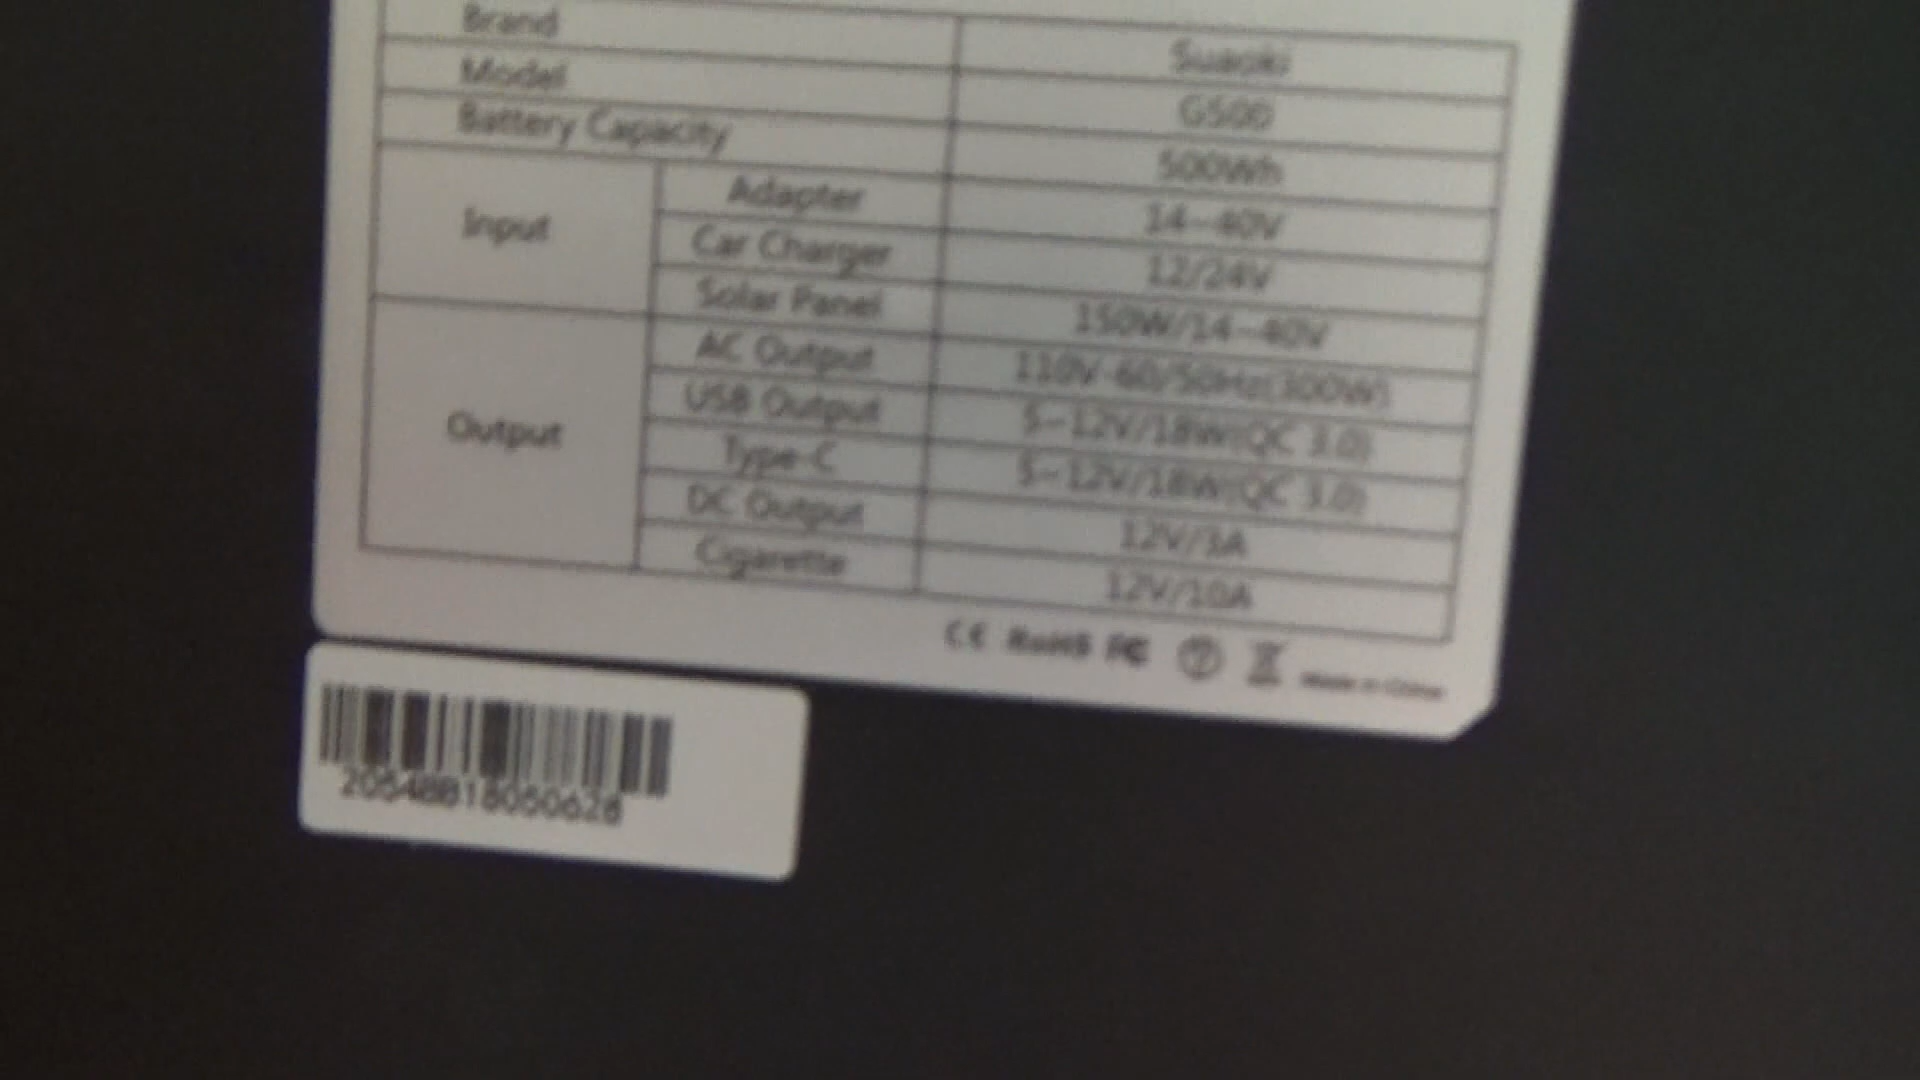 Brand Suaoki
Model G500
Battery Capacity 500Wh
Input
Adapter 14~40V
Car Charger 12/24V
Solar Panel 150W/14~40V
Output
AC Output 110V 60/50Hz(300W)
USB Output 5~12V/18W(QC 3.0)
Type-C 5~12V/18W(QC 3.0)
DC Output 12V/3A
Cigarette 12V/10A
CE RoHS FC
Made in China